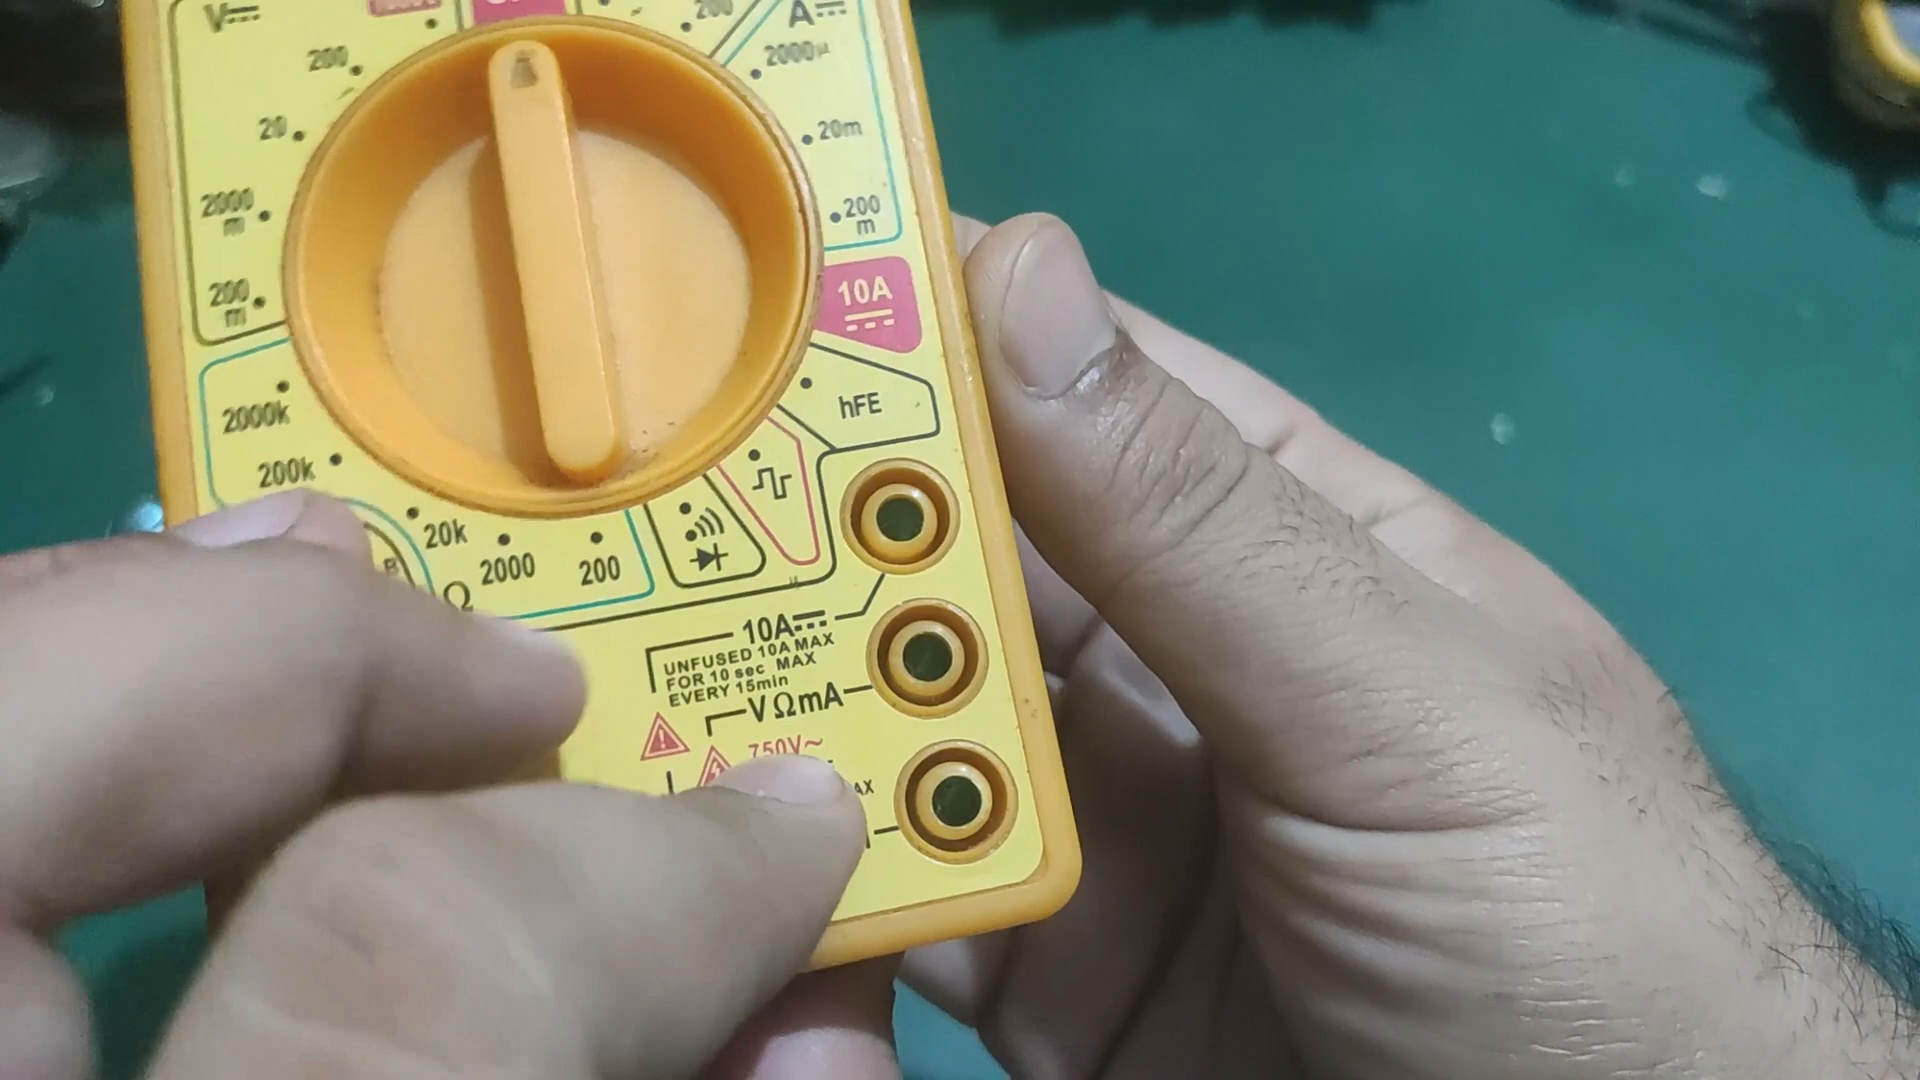 V
A
200
200
2000µ
20
20m
2000
m
200
m
200
m
10A
2000k
hFE
200k
20k
2000
200
Ω
B
10A
UNFUSED 10A MAX
FOR 10 sec MAX
EVERY 15min
VΩmA
750V~